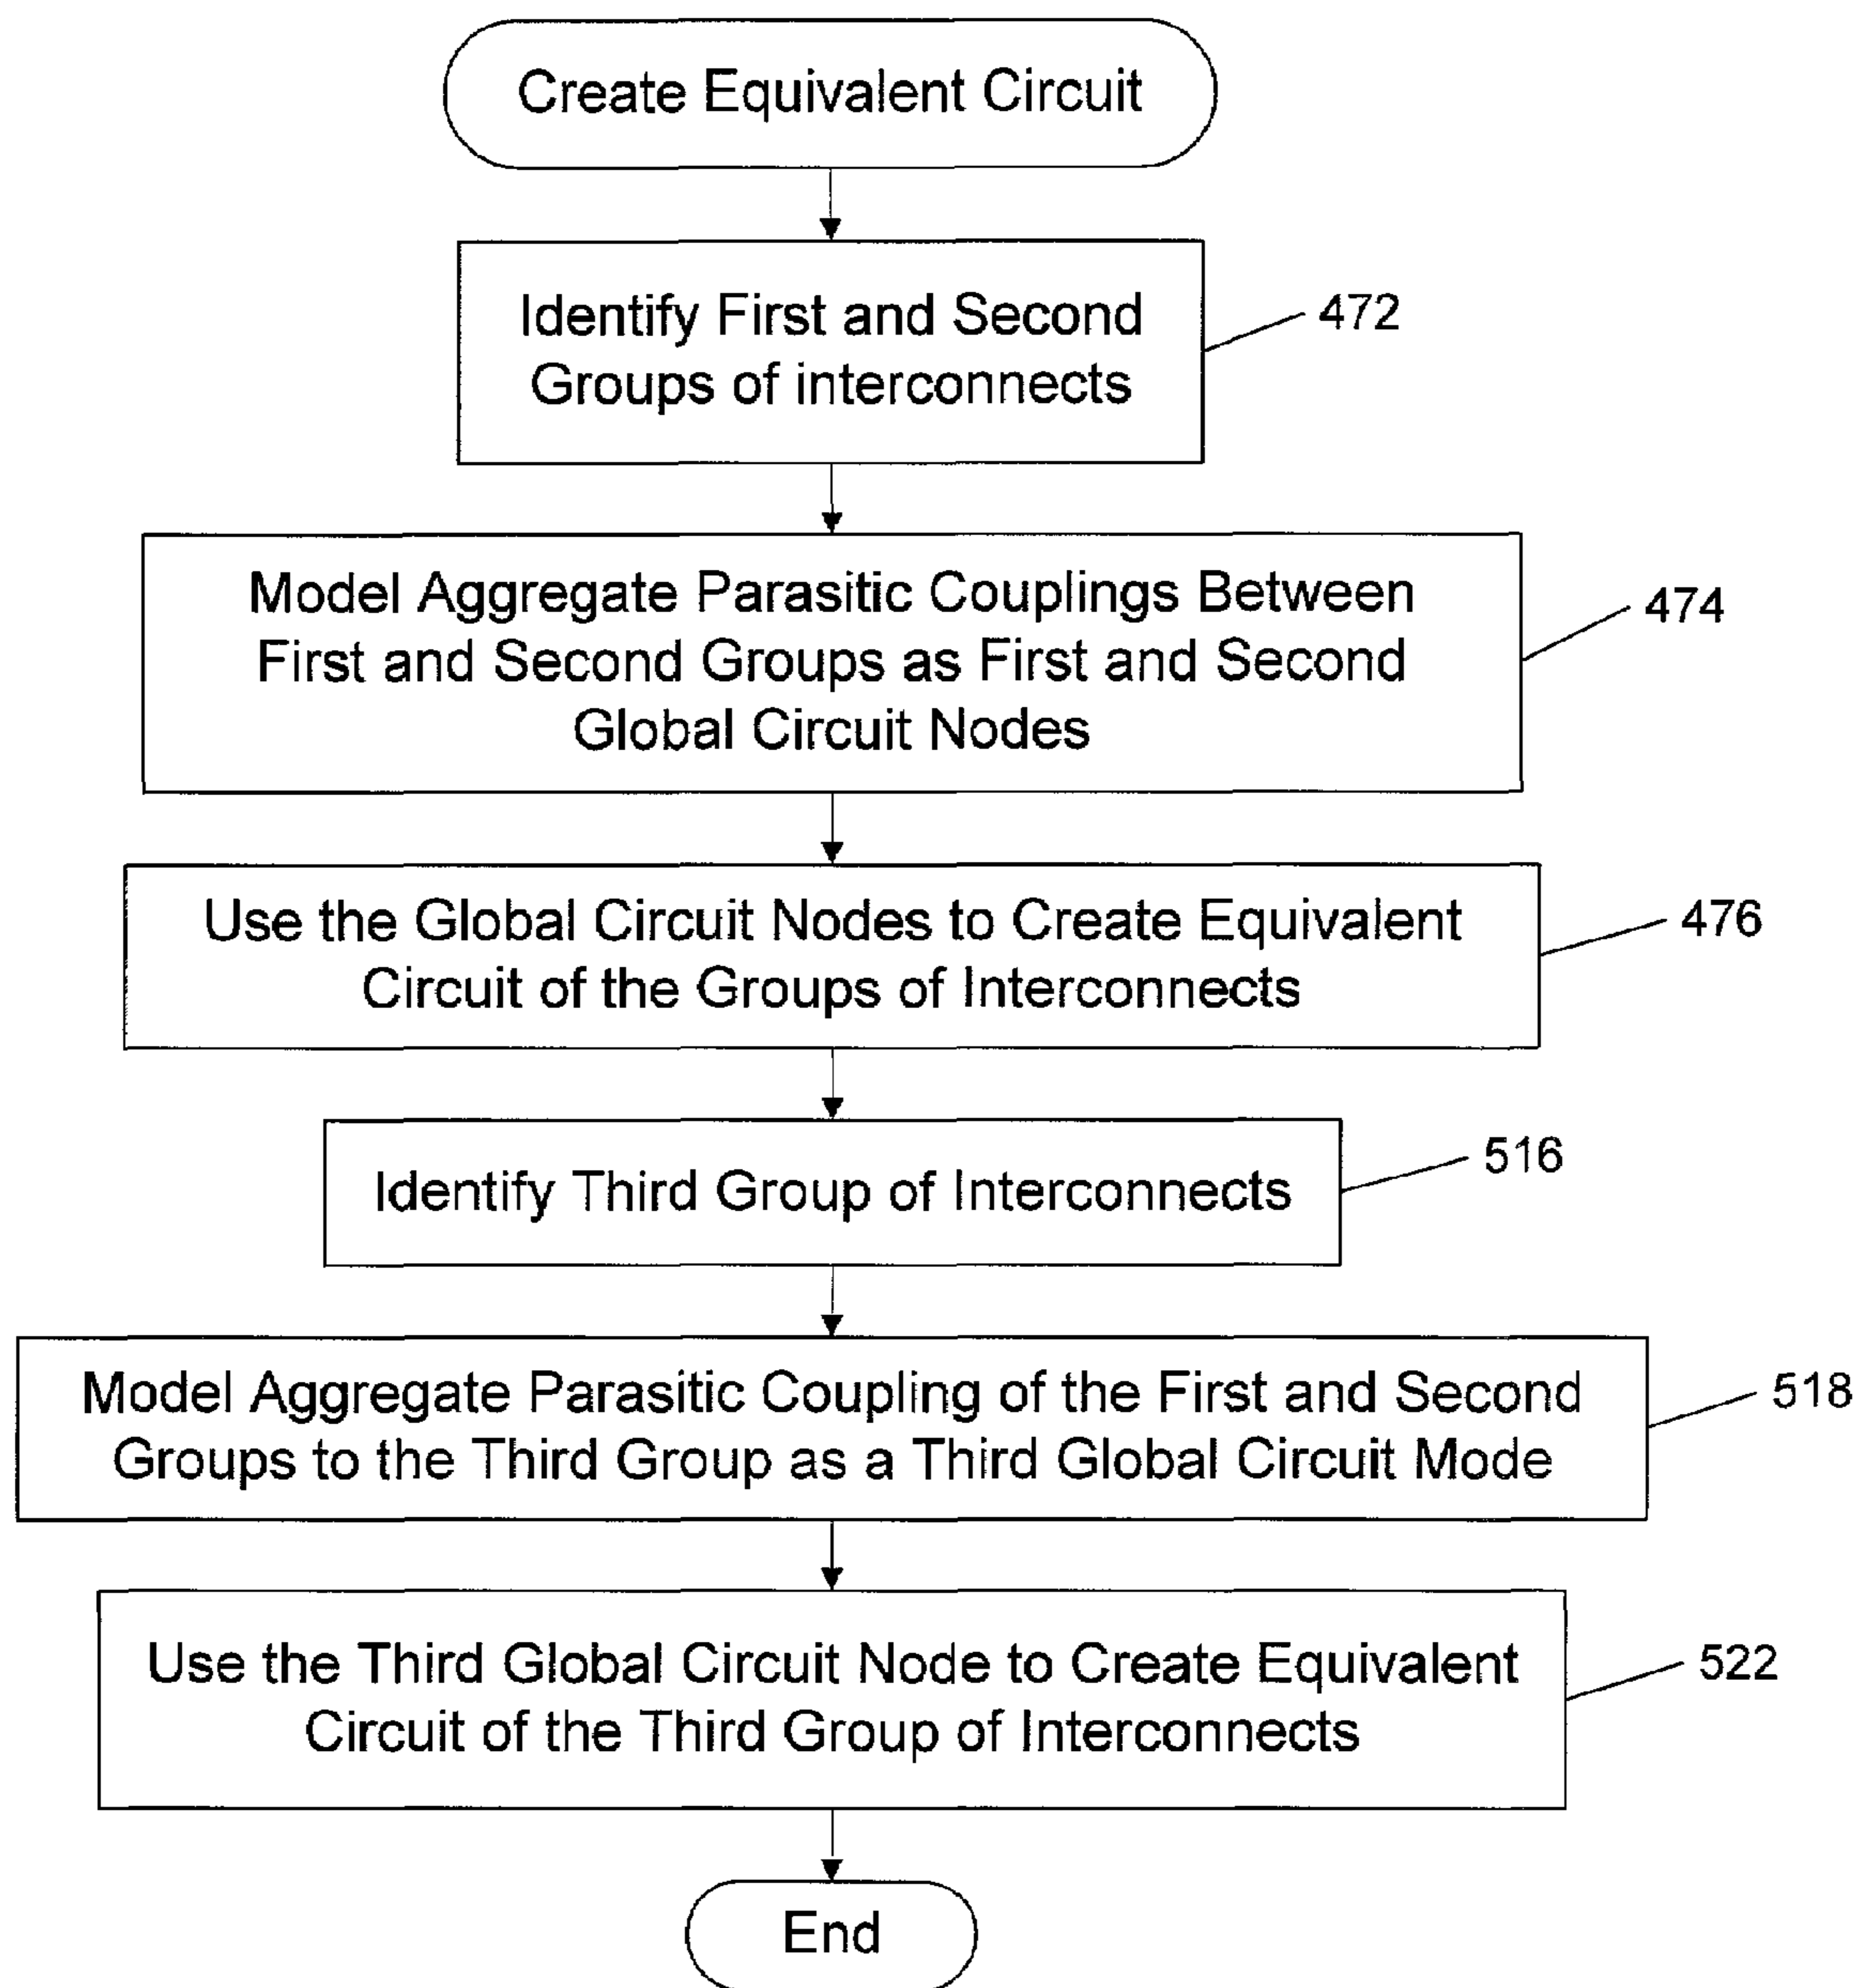 Create Equivalent Circuit
Identify First and Second
Groups of interconnects
472
Model Aggregate Parasitic Couplings Between
First and Second Groups as First and Second
Global Circuit Nodes
474
Use the Global Circuit Nodes to Create Equivalent
Circuit of the Groups of Interconnects
476
Identify Third Group of Interconnects
516
Model Aggregate Parasitic Coupling of the First and Second
Groups to the Third Group as a Third Global Circuit Mode
518
Use the Third Global Circuit Node to Create Equivalent
Circuit of the Third Group of Interconnects
522
End